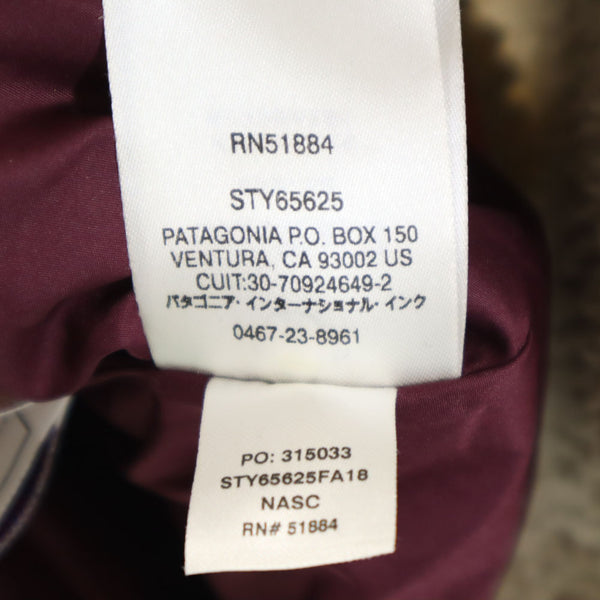 RN51884
STY65625
PATAGONIA P.O. BOX 150
VENTURA, CA 93002 US
CUIT:30-70924649-2
パタゴニア・インターナショナル・インク
0467-23-8961
PO: 315033
STY65625FA18
NASC
RN# 51884